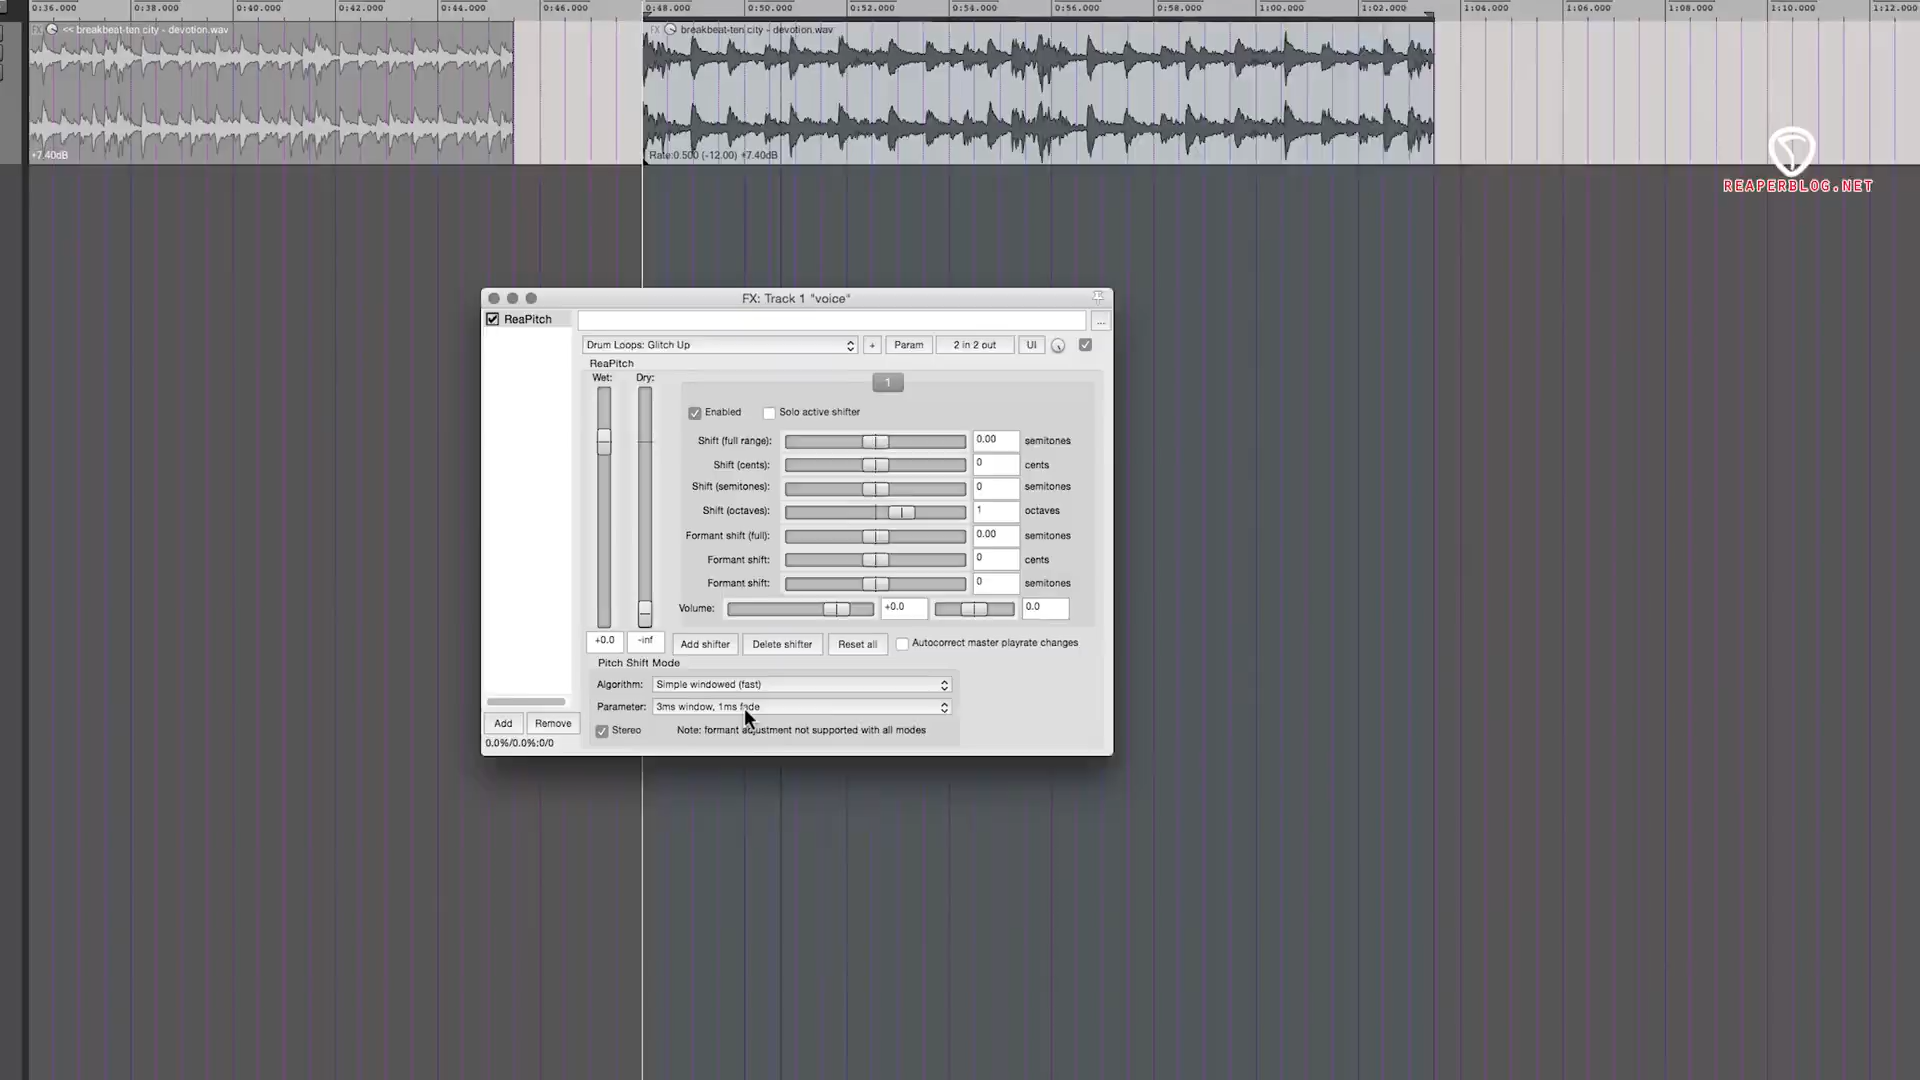 0:36.000 0:38.000 0:40.000 0:42.000 0:44.000 0:46.000 0:48.000 0:50.000 0:52.000 0:54.000 0:56.000 0:58.000 1:00.000 1:02.000 1:04.000 1:06.000 1:08.000 1:10.000 1:12.000
FX << breakbeat-ten city - devotion.wav
FX breakbeat-ten city - devotion.wav
+7.40dB
Rate:0.500 (-12.00) +7.40dB
REAPERBLOG.NET
FX: Track 1 "voice"
ReaPitch
...
Drum Loops: Glitch Up
+
Param
2 in 2 out
UI
ReaPitch
Wet: Dry:
1
Enabled Solo active shifter
Shift (full range): 0.00 semitones
Shift (cents): 0 cents
Shift (semitones): 0 semitones
Shift (octaves): 1 octaves
Formant shift (full): 0.00 semitones
Formant shift: 0 cents
Formant shift: 0 semitones
Volume: +0.0 0.0
+0.0 -inf Add shifter Delete shifter Reset all Autocorrect master playrate changes
Pitch Shift Mode
Algorithm: Simple windowed (fast)
Parameter: 3ms window, 1ms fade
Stereo Note: formant adjustment not supported with all modes
Add Remove
0.0%/0.0%:0/0